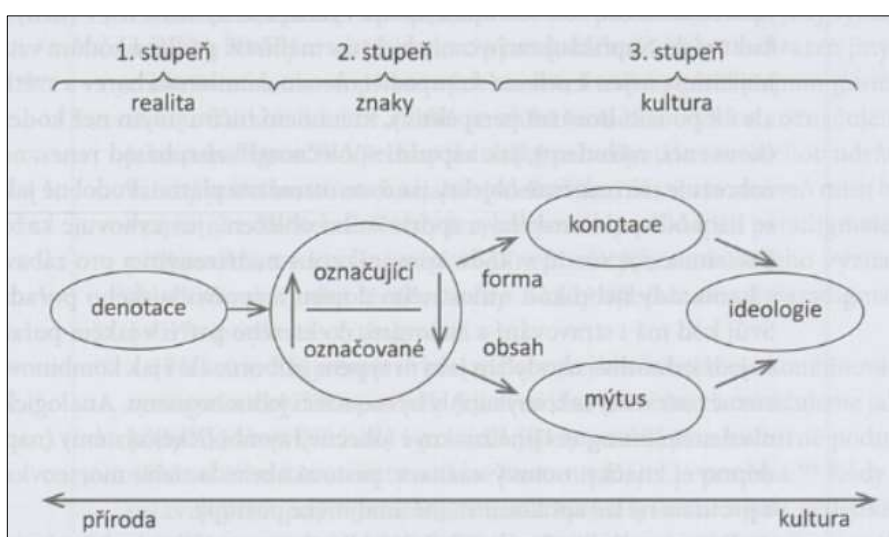 1. stupeň
2. stupeň
3. stupeň
realita
znaky
kultura
denotace
označující
označované
forma
obsah
konotace
mýtus
ideologie
příroda
kultura